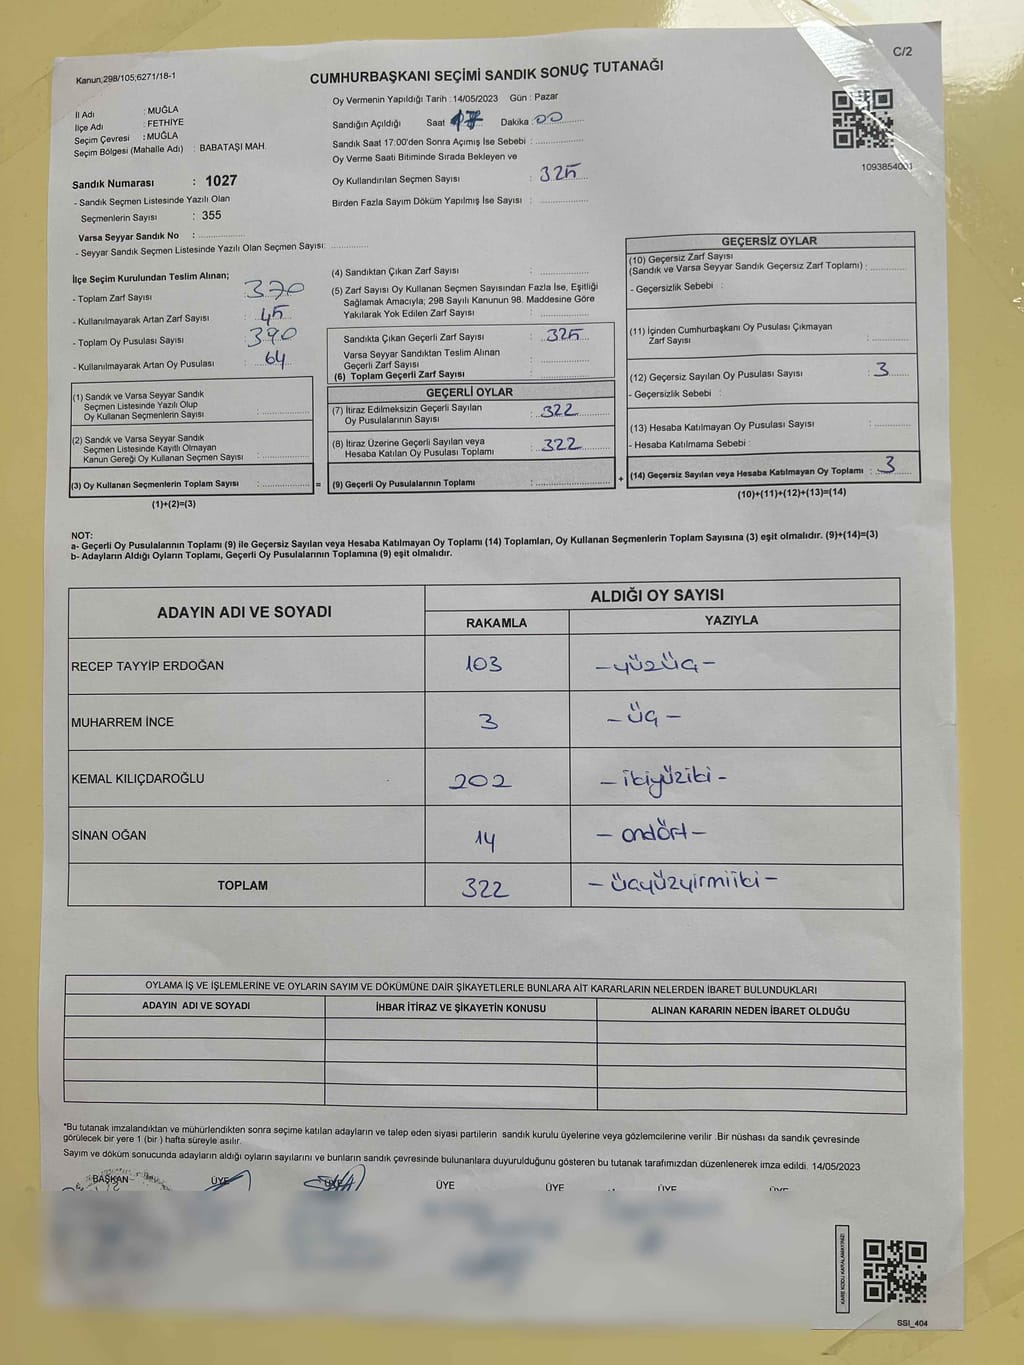 C/2
Kanun;298/105;6271/18-1
CUMHURBAŞKANI SEÇİMİ SANDIK SONUÇ TUTANAĞI
İl Adı : MUĞLA
İlçe Adı : FETHİYE
Seçim Çevresi : MUĞLA
Seçim Bölgesi (Mahalle Adı) : BABATAŞI MAH.
Oy Vermenin Yapıldığı Tarih : 14/05/2023 Gün : Pazar
Sandığın Açıldığı Saat 17 Dakika : 00
Sandık Saat 17:00'den Sonra Açımış İse Sebebi :
Oy Verme Saati Bitiminde Sırada Bekleyen ve
Oy Kullandırılan Seçmen Sayısı : 325
Birden Fazla Sayım Döküm Yapılmış İse Sayısı :
1093854001
Sandık Numarası : 1027
- Sandık Seçmen Listesinde Yazılı Olan
Seçmenlerin Sayısı : 355
Varsa Seyyar Sandık No :
- Seyyar Sandık Seçmen Listesinde Yazılı Olan Seçmen Sayısı:
İlçe Seçim Kurulundan Teslim Alınan;
- Toplam Zarf Sayısı : 370
- Kullanılmayarak Artan Zarf Sayısı : 45
- Toplam Oy Pusulası Sayısı : 390
- Kullanılmayarak Artan Oy Pusulası : 64
(1) Sandık ve Varsa Seyyar Sandık
Seçmen Listesinde Yazılı Olup
Oy Kullanan Seçmenlerin Sayısı :
(2) Sandık ve Varsa Seyyar Sandık
Seçmen Listesinde Kayıtlı Olmayan
Kanun Gereği Oy Kullanan Seçmen Sayısı :
(3) Oy Kullanan Seçmenlerin Toplam Sayısı : =
(1)+(2)=(3)
(4) Sandıktan Çıkan Zarf Sayısı :
(5) Zarf Sayısı Oy Kullanan Seçmen Sayısından Fazla İse, Eşitliği
Sağlamak Amacıyla; 298 Sayılı Kanunun 98. Maddesine Göre
Yakılarak Yok Edilen Zarf Sayısı :
Sandıkta Çıkan Geçerli Zarf Sayısı : 325
Varsa Seyyar Sandıktan Teslim Alınan
Geçerli Zarf Sayısı :
(6) Toplam Geçerli Zarf Sayısı :
GEÇERLİ OYLAR
(7) İtiraz Edilmeksizin Geçerli Sayılan
Oy Pusulalarının Sayısı : 322
(8) İtiraz Üzerine Geçerli Sayılan veya
Hesaba Katılan Oy Pusulası Toplamı : 322
(9) Geçerli Oy Pusulalarının Toplamı : +
GEÇERSİZ OYLAR
(10) Geçersiz Zarf Sayısı
(Sandık ve Varsa Seyyar Sandık Geçersiz Zarf Toplamı) :
- Geçersizlik Sebebi :
(11) İçinden Cumhurbaşkanı Oy Pusulası Çıkmayan
Zarf Sayısı :
(12) Geçersiz Sayılan Oy Pusulası Sayısı : 3
- Geçersizlik Sebebi :
(13) Hesaba Katılmayan Oy Pusulası Sayısı :
- Hesaba Katılmama Sebebi :
(14) Geçersiz Sayılan veya Hesaba Katılmayan Oy Toplamı : 3
(10)+(11)+(12)+(13)=(14)
NOT:
a- Geçerli Oy Pusulalarının Toplamı (9) ile Geçersiz Sayılan veya Hesaba Katılmayan Oy Toplamı (14) Toplamları, Oy Kullanan Seçmenlerin Toplam Sayısına (3) eşit olmalıdır. (9)+(14)=(3)
b- Adayların Aldığı Oyların Toplamı, Geçerli Oy Pusulalarının Toplamına (9) eşit olmalıdır.
ADAYIN ADI VE SOYADI
ALDIĞI OY SAYISI
RAKAMLA YAZIYLA
RECEP TAYYİP ERDOĞAN 103 - yüzüç -
MUHARREM İNCE 3 - üç -
KEMAL KILIÇDAROĞLU 202 - ikiyüziki -
SİNAN OĞAN 14 - ondört -
TOPLAM 322 - üçyüzyirmiiki -
OYLAMA İŞ VE İŞLEMLERİNE VE OYLARIN SAYIM VE DÖKÜMÜNE DAİR ŞİKAYETLERLE BUNLARA AİT KARARLARIN NELERDEN İBARET BULUNDUKLARI
ADAYIN ADI VE SOYADI İHBAR İTİRAZ VE ŞİKAYETİN KONUSU ALINAN KARARIN NEDEN İBARET OLDUĞU
*Bu tutanak imzalandıktan ve mühürlendikten sonra seçime katılan adayların ve talep eden siyasi partilerin sandık kurulu üyelerine veya gözlemcilerine verilir .Bir nüshası da sandık çevresinde
görülecek bir yere 1 (bir ) hafta süreyle asılır.
Sayım ve döküm sonucunda adayların aldığı oyların sayılarını ve bunların sandık çevresinde bulunanlara duyurulduğunu gösteren bu tutanak tarafımızdan düzenlenerek imza edildi. 14/05/2023
BAŞKAN ÜYE ÜYE ÜYE ÜYE ÜYE ÜYE
KARE KODU KARALAMAYINIZ!
SSI_404